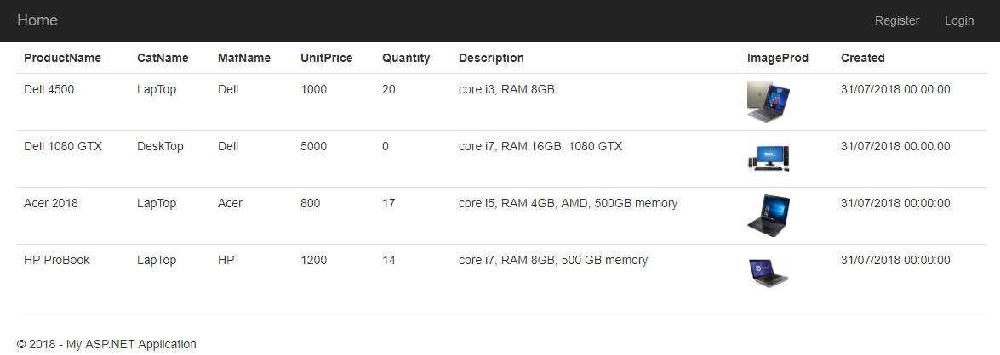 Home Register Login
ProductName CatName MafName UnitPrice Quantity Description ImageProd Created
Dell 4500 LapTop Dell 1000 20 core i3, RAM 8GB 31/07/2018 00:00:00
Dell 1080 GTX DeskTop Dell 5000 0 core i7, RAM 16GB, 1080 GTX 31/07/2018 00:00:00
DELL
Acer 2018 LapTop Acer 800 17 core i5, RAM 4GB, AMD, 500GB memory 31/07/2018 00:00:00
HP ProBook LapTop HP 1200 14 core i7, RAM 8GB, 500 GB memory 31/07/2018 00:00:00
© 2018 - My ASP.NET Application